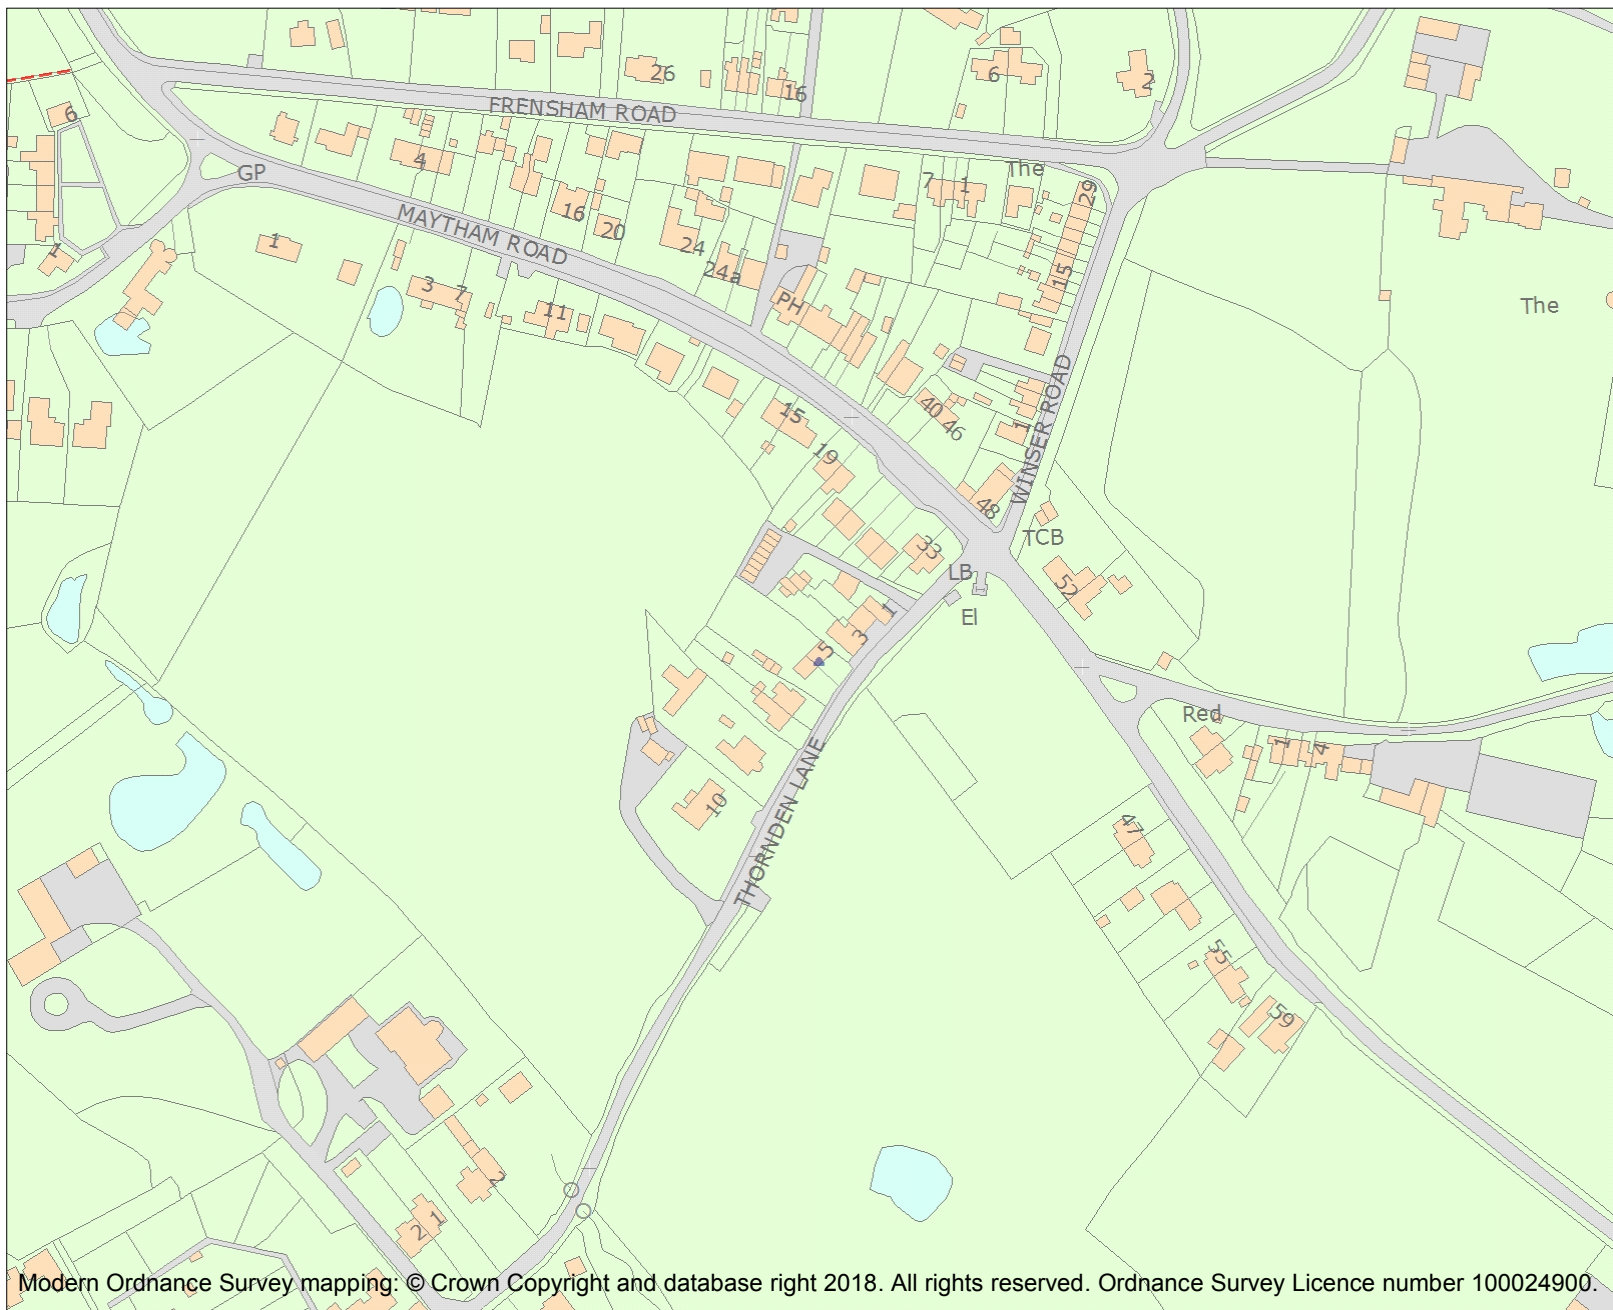 26
6
2
16
FRENSHAM ROAD
6
4
The
GP
7
1
29
16
MAYTHAM ROAD
20
1
1
24
24a
15
3
7
PH
11
The
15
40
46
WINSER ROAD
1
19
48
TCB
33
LB
52
El
1
3
5
Red
1
4
THORNDEN LANE
10
47
55
59
2
2
1
Modern Ordnance Survey mapping: © Crown Copyright and database right 2018. All rights reserved. Ordnance Survey Licence number 100024900.